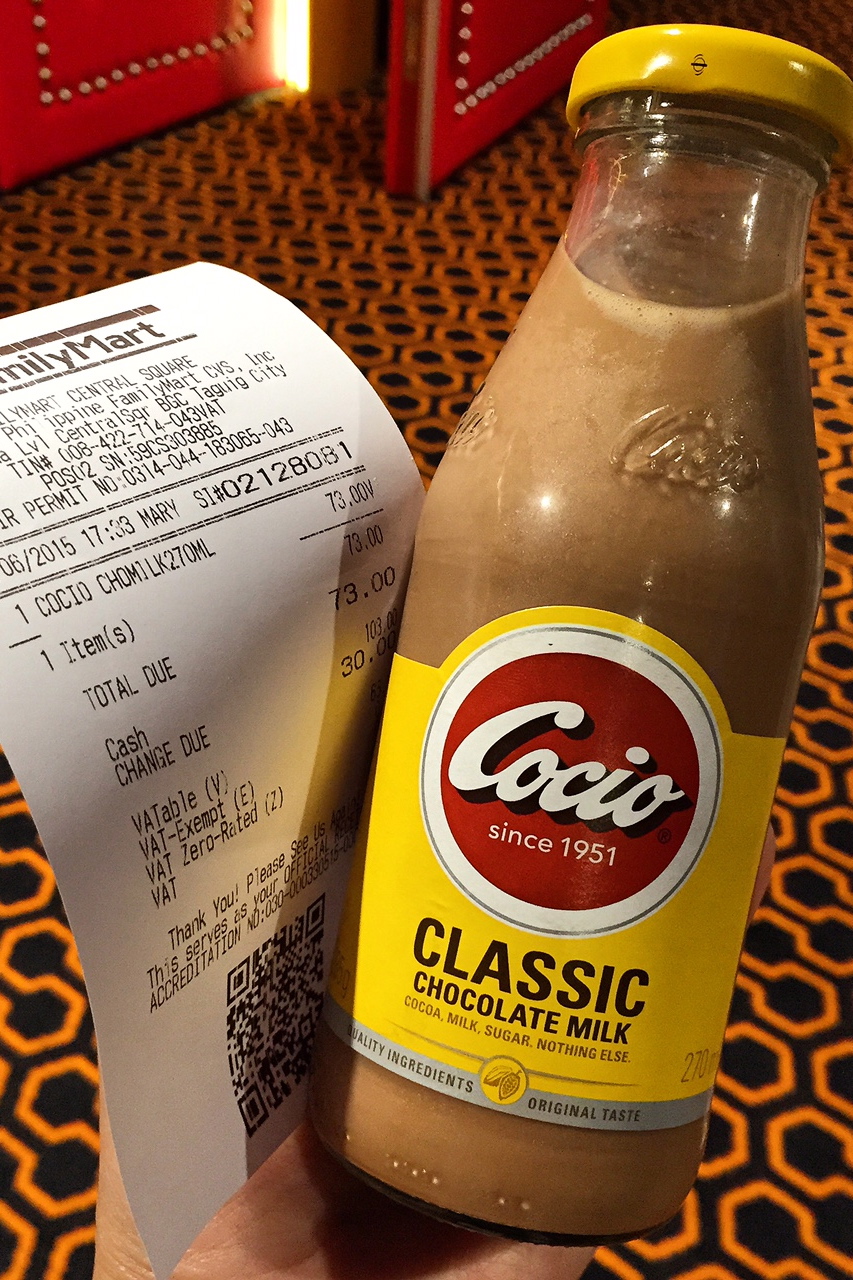 milyMart
LYMART CENTRAL SQUARE
Philippine FamilyMart CVS, Inc
Lvl CentralSqr BGC Taguig City
TIN# 008-422-714-043VAT
POS02 SN:59CS303885
PERMIT NO:0314-044-183065-043
06/2015 17:33 MARY SI#02128081
1 COCIO CHOMILK270ML 73.00V
73.00
1 Item(s)
TOTAL DUE 73.00
Cash 103.00
CHANGE DUE 30.00
VATable (V)
VAT-Exempt (E)
VAT Zero-Rated (Z)
VAT
Thank You! Please See Us
This serves as your OFFICIAL
Cocio
Cocio
since 1951
CLASSIC
CHOCOLATE MILK
COCOA, MILK, SUGAR. NOTHING ELSE.
270
QUALITY INGREDIENTS ORIGINAL TASTE